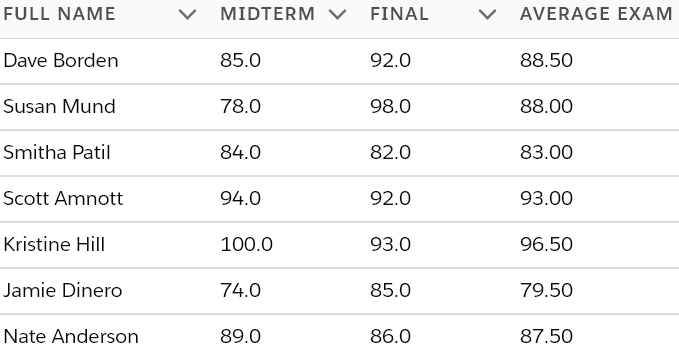 FULL NAME MIDTERM FINAL AVERAGE EXAM
Dave Borden 85.0 92.0 88.50
Susan Mund 78.0 98.0 88.00
Smitha Patil 84.0 82.0 83.00
Scott Amnott 94.0 92.0 93.00
Kristine Hill 100.0 93.0 96.50
Jamie Dinero 74.0 85.0 79.50
Nate Anderson 89.0 86.0 87.50